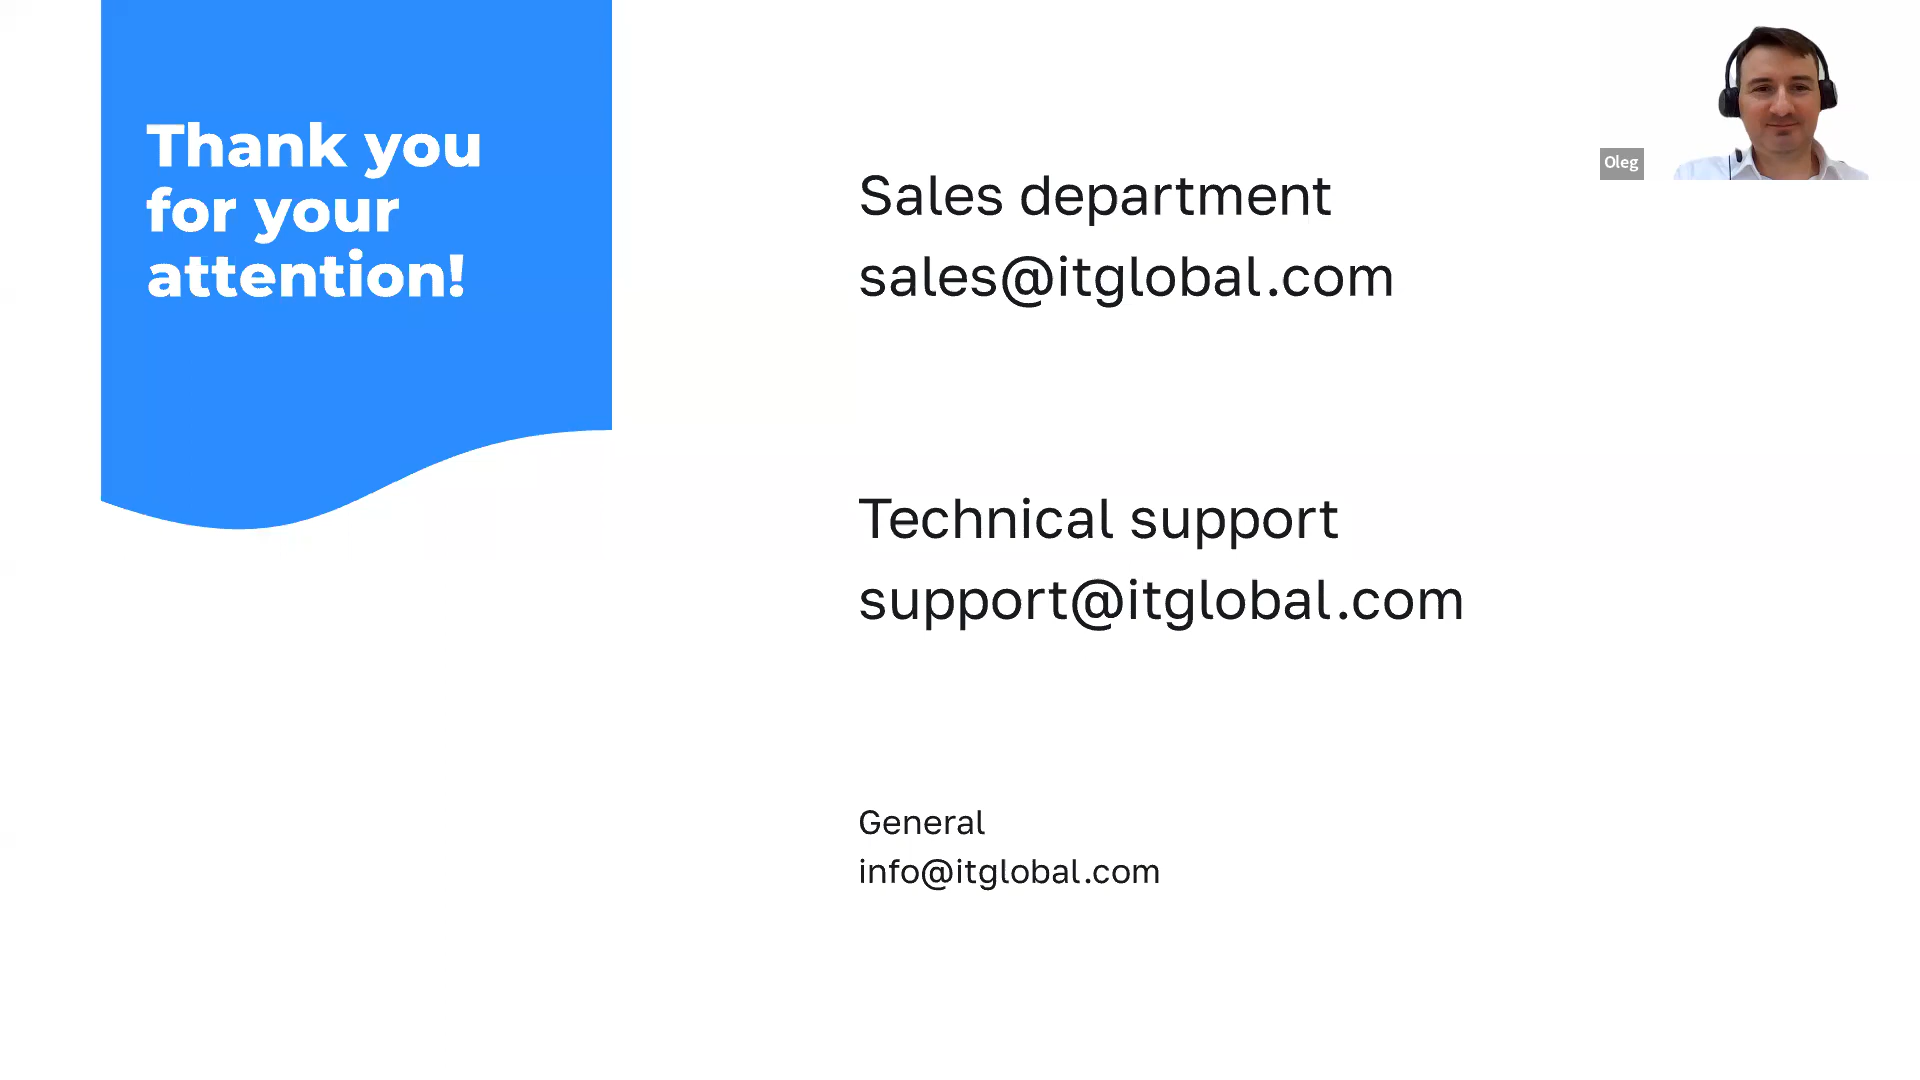 Thank you
for your
attention!
Sales department
sales@itglobal.com
Technical support
support@itglobal.com
General
info@itglobal.com
Oleg